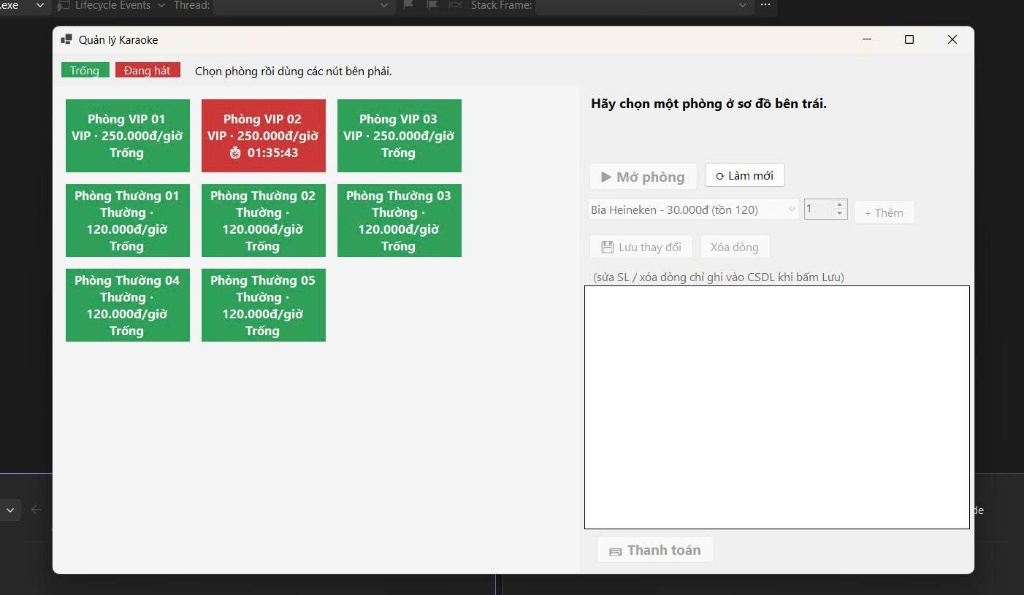 .exe
Lifecycle Events
Thread:
Stack Frame:
Quản lý Karaoke
Trống
Đang hát
Chọn phòng rồi dùng các nút bên phải.
Phòng VIP 01
VIP · 250.000đ/giờ
Trống
Phòng VIP 02
VIP · 250.000đ/giờ
01:35:43
Phòng VIP 03
VIP · 250.000đ/giờ
Trống
Phòng Thường 01
Thường ·
120.000đ/giờ
Trống
Phòng Thường 02
Thường ·
120.000đ/giờ
Trống
Phòng Thường 03
Thường ·
120.000đ/giờ
Trống
Phòng Thường 04
Thường ·
120.000đ/giờ
Trống
Phòng Thường 05
Thường ·
120.000đ/giờ
Trống
Hãy chọn một phòng ở sơ đồ bên trái.
Mở phòng
Làm mới
Bia Heineken - 30.000đ (tồn 120)
1
+ Thêm
Lưu thay đổi
Xóa dòng
(sửa SL / xóa dòng chỉ ghi vào CSDL khi bấm Lưu)
Thanh toán